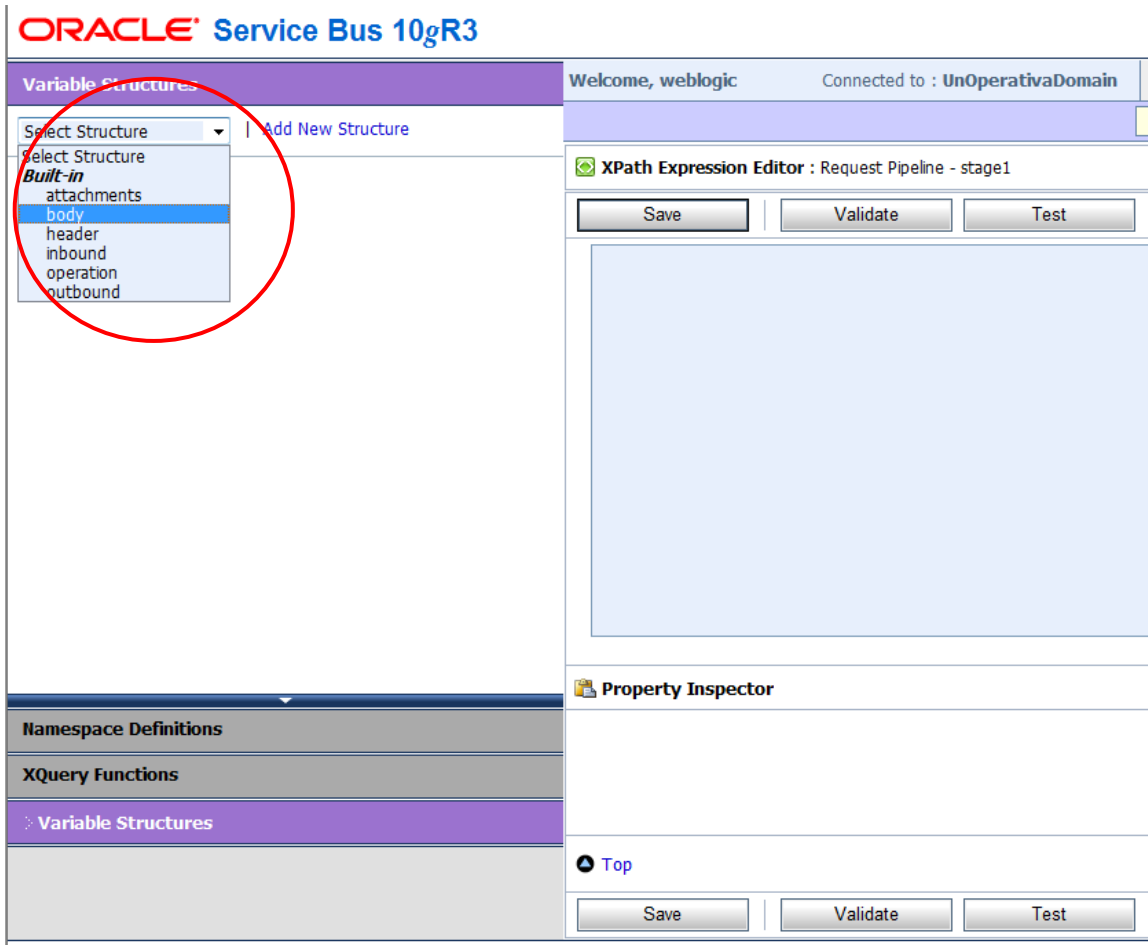 ORACLE Service Bus 10gR3
Variable Structures
Select Structure | Add New Structure
Select Structure
Built-in
attachments
body
header
inbound
operation
outbound
Namespace Definitions
XQuery Functions
Variable Structures
Welcome, weblogic Connected to : UnOperativaDomain
XPath Expression Editor : Request Pipeline - stage1
Save Validate Test
Property Inspector
Top
Save Validate Test